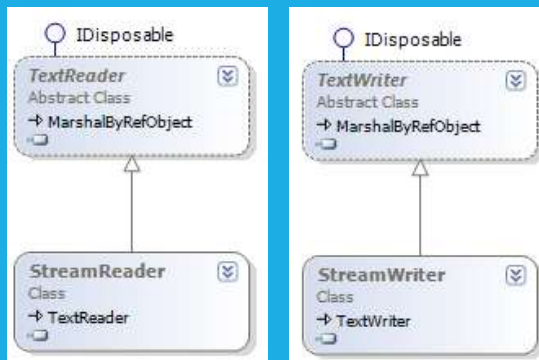 IDisposable
TextReader
Abstract Class
MarshalByRefObject
StreamReader
Class
TextReader
IDisposable
TextWriter
Abstract Class
MarshalByRefObject
StreamWriter
Class
TextWriter